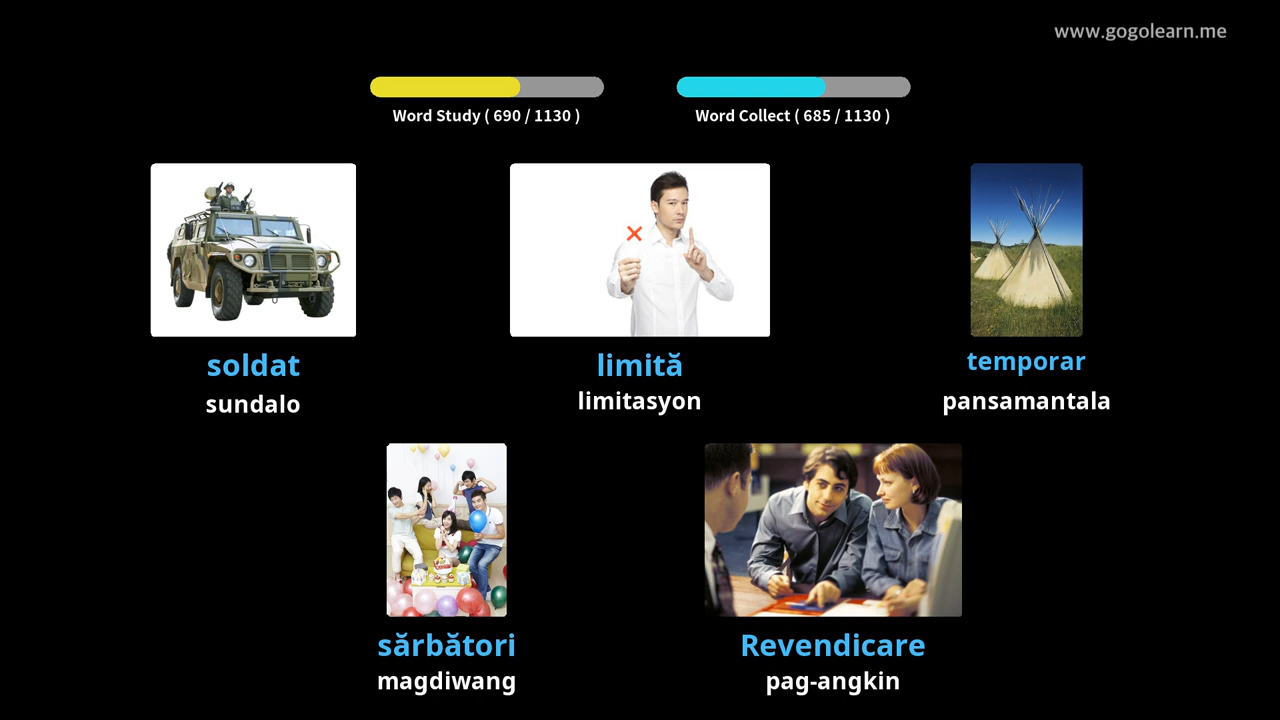 www.gogolearn.me
Word Study ( 690 / 1130 )
Word Collect ( 685 / 1130 )
soldat
sundalo
limită
limitasyon
temporar
pansamantala
sărbători
magdiwang
Revendicare
pag-angkin